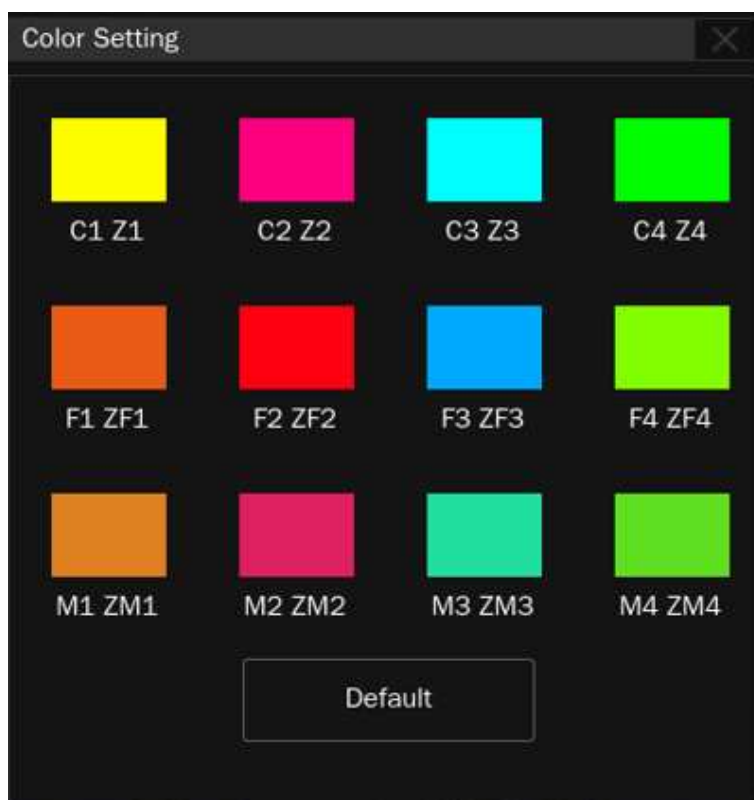 Color Setting
C1 Z1
C2 Z2
C3 Z3
C4 Z4
F1 ZF1
F2 ZF2
F3 ZF3
F4 ZF4
M1 ZM1
M2 ZM2
M3 ZM3
M4 ZM4
Default